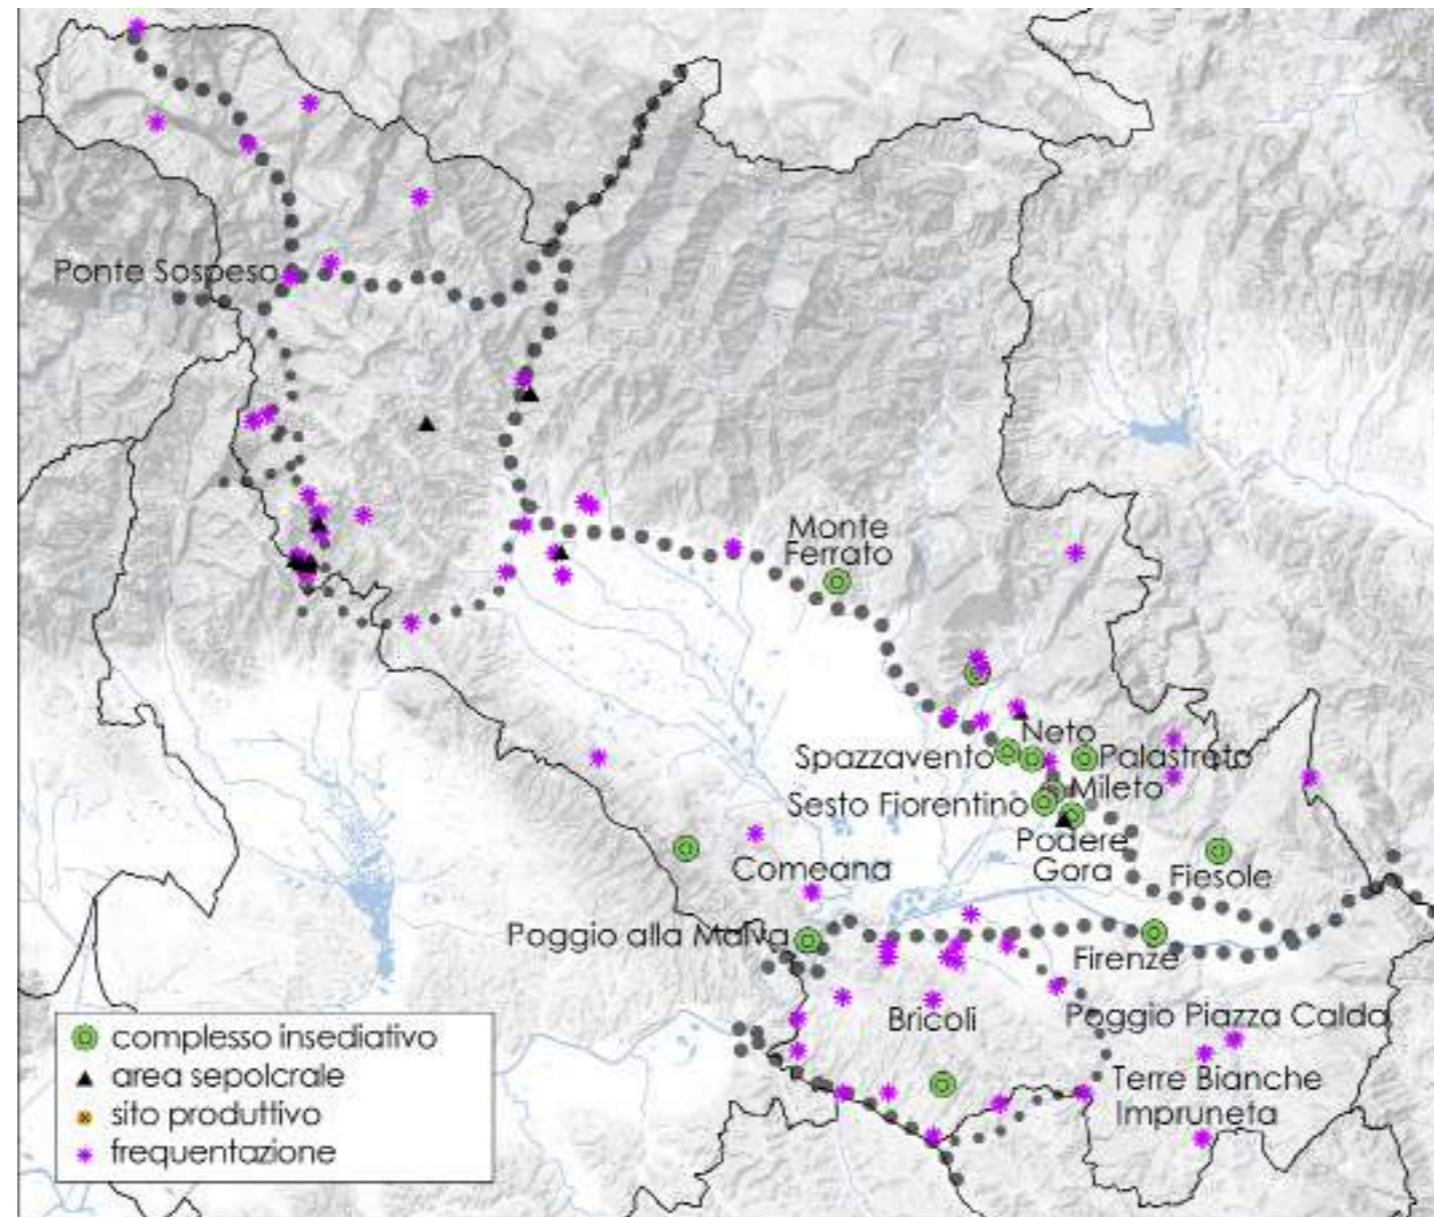 Ponte Sospeso
Monte
Ferrato
Neto
Spazzavento
Palastreto
Mileto
Sesto Fiorentino
Podere
Gora
Comeana
Fiesole
Poggio alla Malva
Firenze
Bricoli
Poggio Piazza Calda
Terre Bianche
Impruneta
complesso insediativo
area sepolcrale
sito produttivo
frequentazione